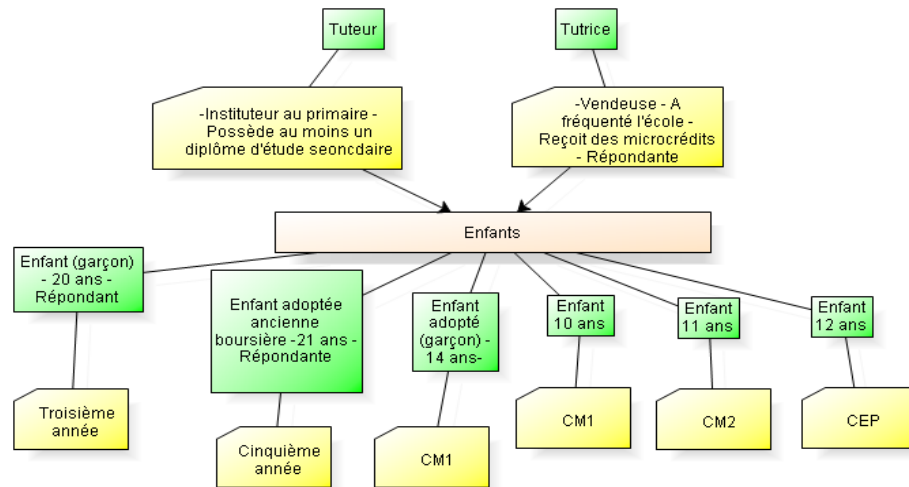 Tuteur
Tutrice
-Instituteur au primaire -
Possède au moins un
diplôme d'étude seoncdaire
-Vendeuse - A
fréquenté l'école -
Reçoit des microcrédits
- Répondante
Enfants
Enfant (garçon)
- 20 ans -
Répondant
Enfant adoptée
ancienne
boursière -21 ans -
Répondante
Enfant
adopté
(garçon) -
14 ans-
Enfant
10 ans
Enfant
11 ans
Enfant
12 ans
Troisième
année
Cinquième
année
CM1
CM1
CM2
CEP